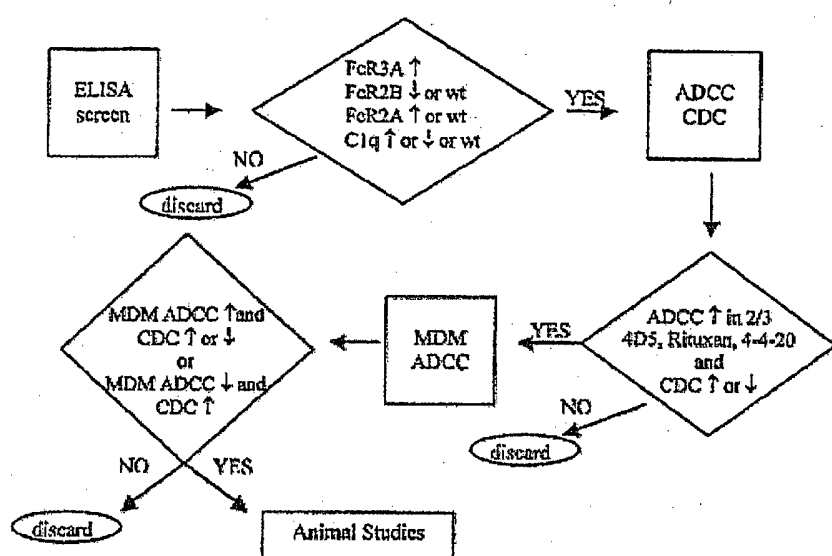 ELISA
screen
FcR3A ↑
FcR2B ↓ or wt
FcR2A ↑ or wt
C1q ↑ or ↓ or wt
YES
ADCC
CDC
NO
discard
ADCC ↑ in 2/3
4D5, Rituxan, 4-4-20
and
CDC ↑ or ↓
YES
NO
discard
MDM
ADCC
MDM ADCC ↑ and
CDC ↑ or ↓
or
MDM ADCC ↓ and
CDC ↑
NO
YES
discard
Animal Studies